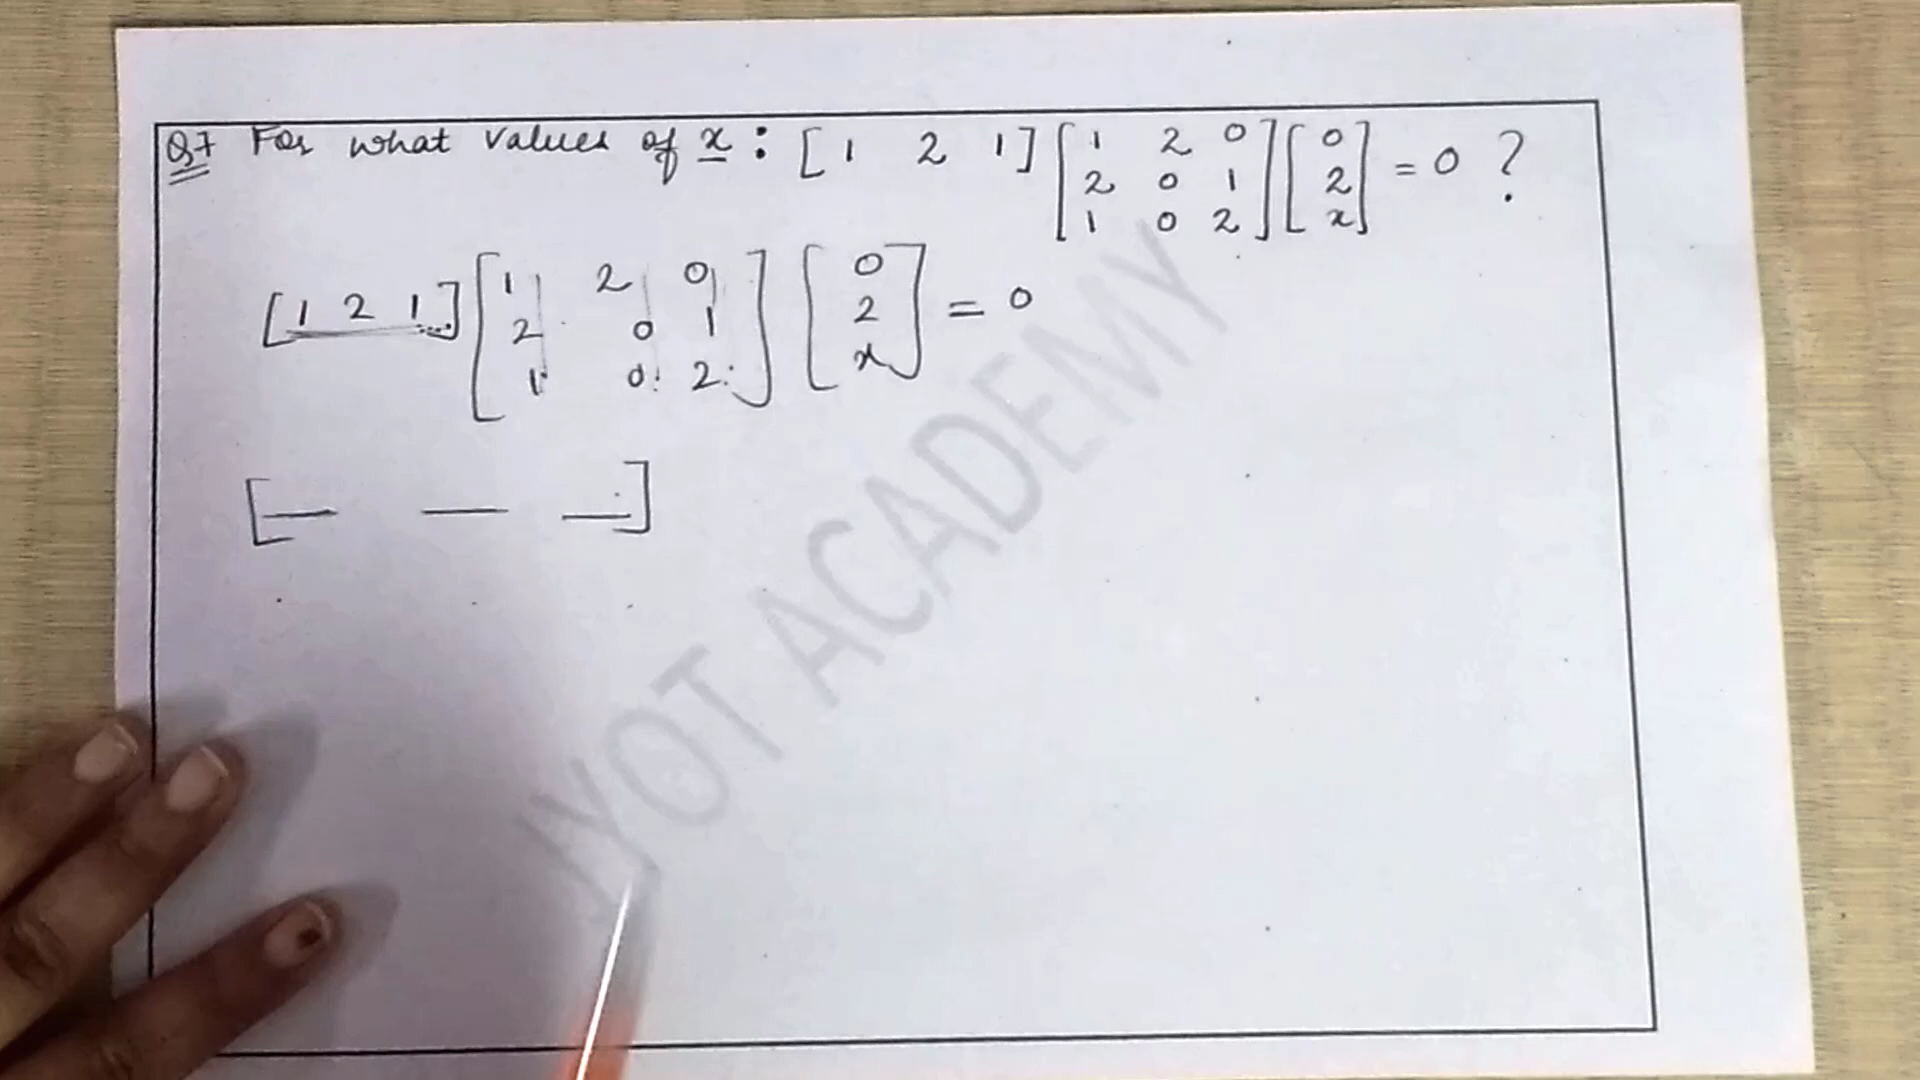 Q7 For what values of x : [ 1 2 1 ] [ 1 2 0 ] [ 0 ] = 0 ?
2 0 1 2
1 0 2 x
[ 1 2 1 ] [ 1 2 0 ] [ 0 ] = 0
2 0 1 2
1 0 2 x
[ — — — ]
JYOT ACADEMY